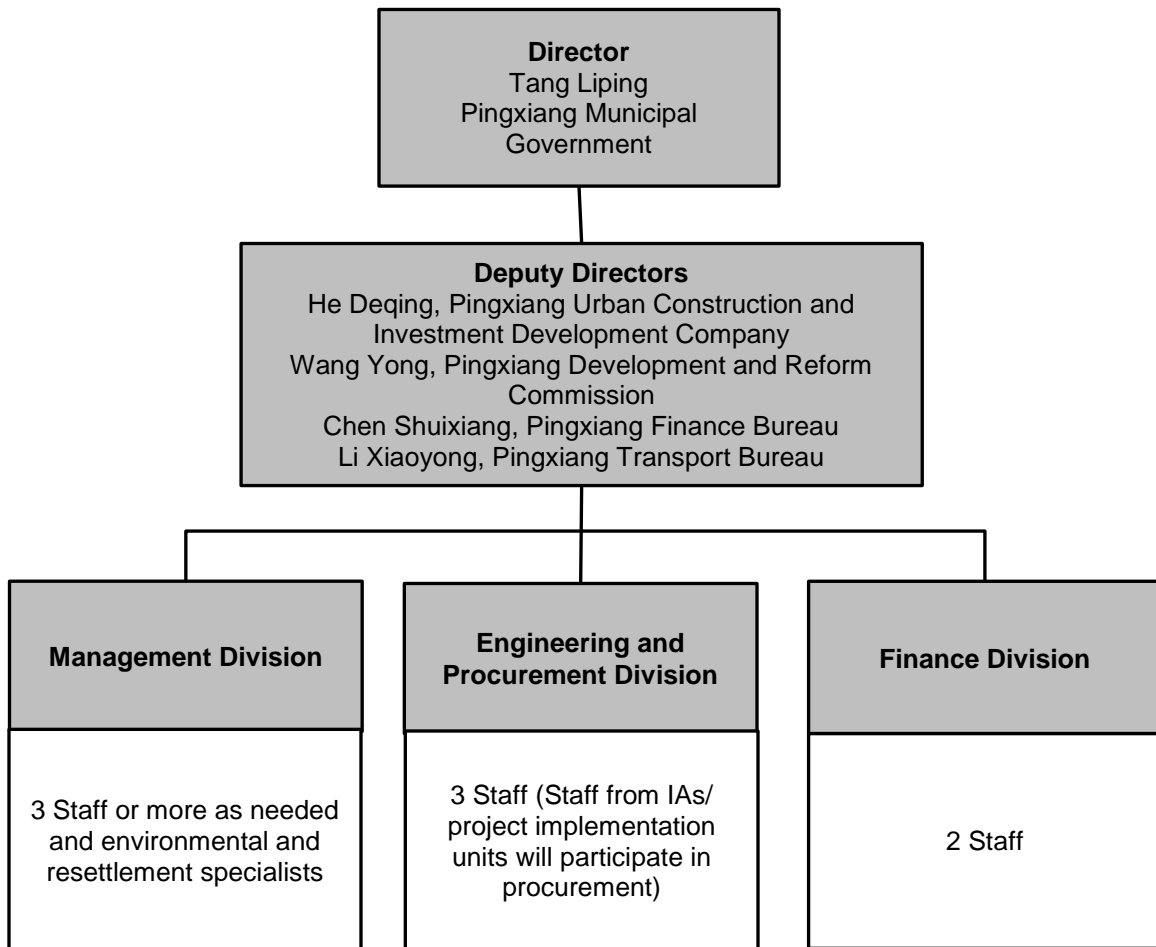 Director
Tang Liping
Pingxiang Municipal
Government
Deputy Directors
He Deqing, Pingxiang Urban Construction and
Investment Development Company
Wang Yong, Pingxiang Development and Reform
Commission
Chen Shuixiang, Pingxiang Finance Bureau
Li Xiaoyong, Pingxiang Transport Bureau
Management Division
3 Staff or more as needed
and environmental and
resettlement specialists
Engineering and
Procurement Division
3 Staff (Staff from IAs/
project implementation
units will participate in
procurement)
Finance Division
2 Staff